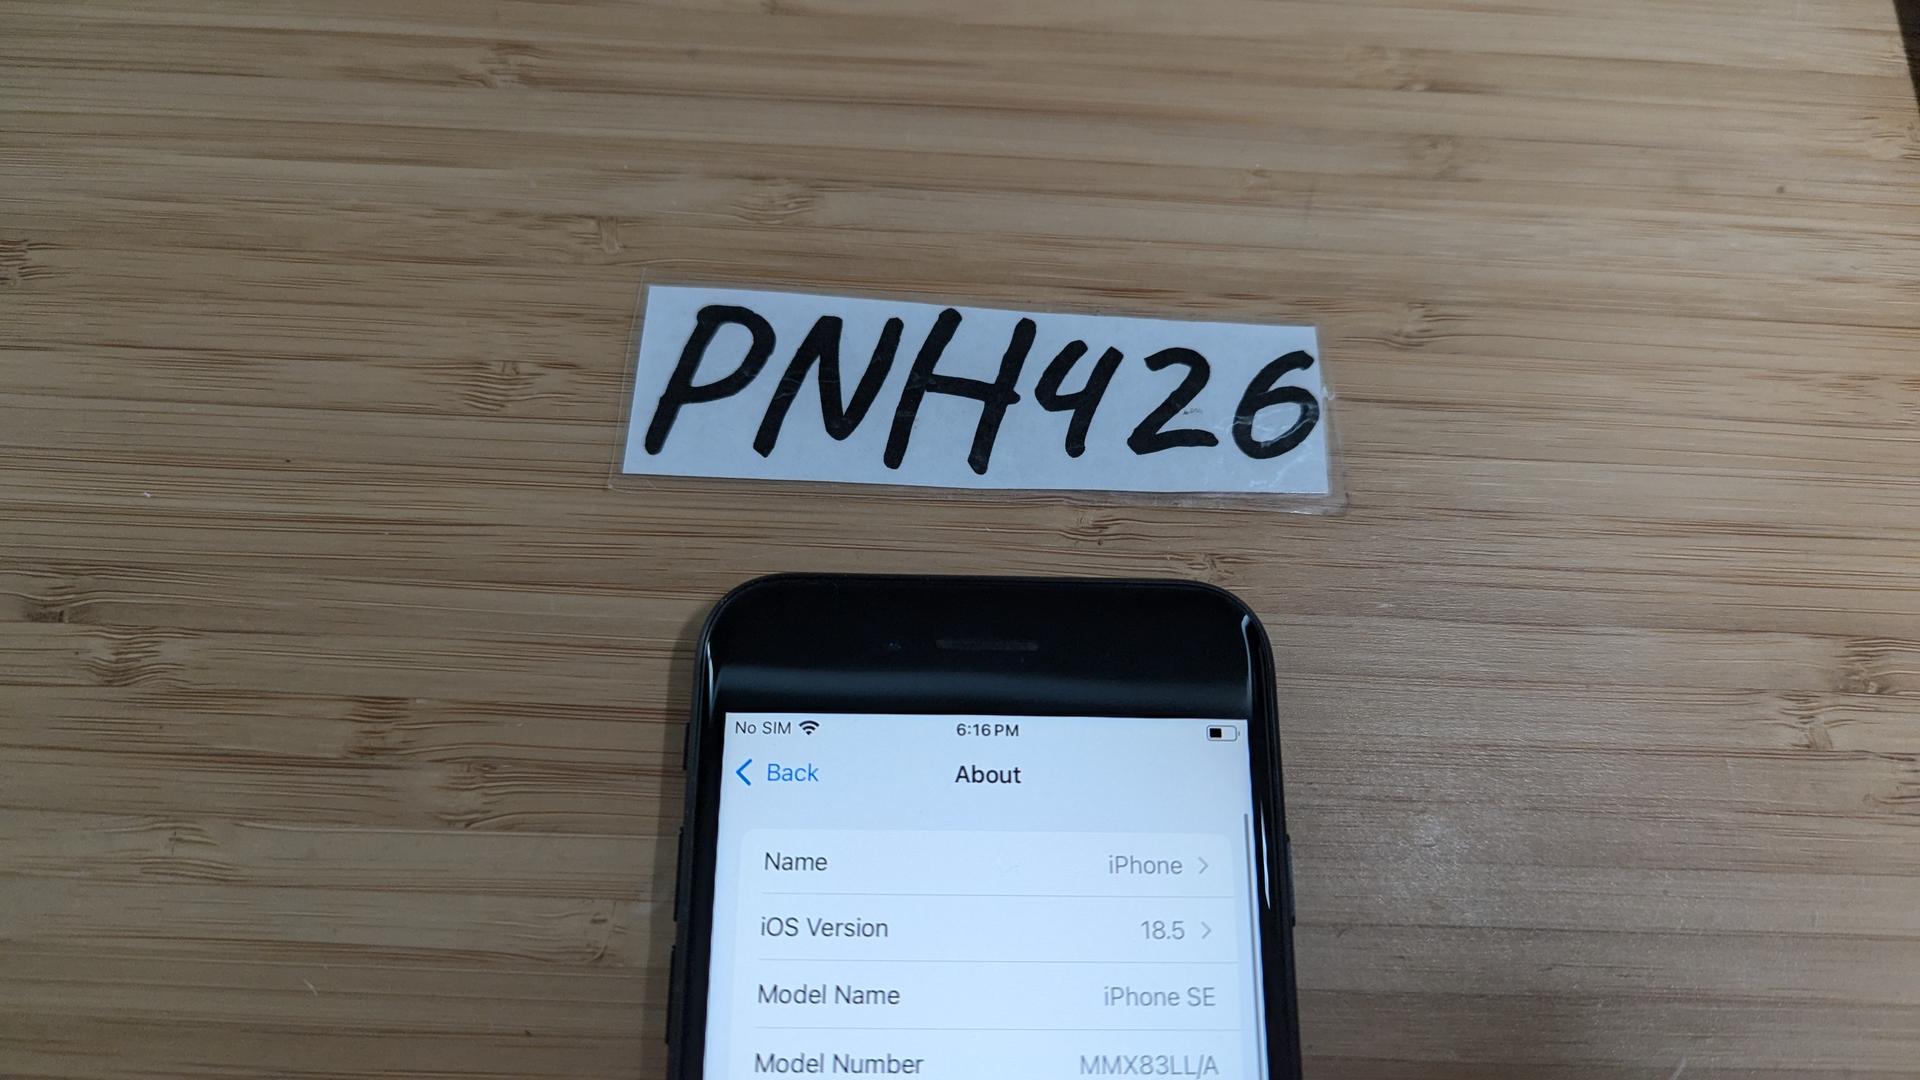 PNH426
No SIM 6:16 PM
Back About
Name iPhone
iOS Version 18.5
Model Name iPhone SE
Model Number MMX83LL/A